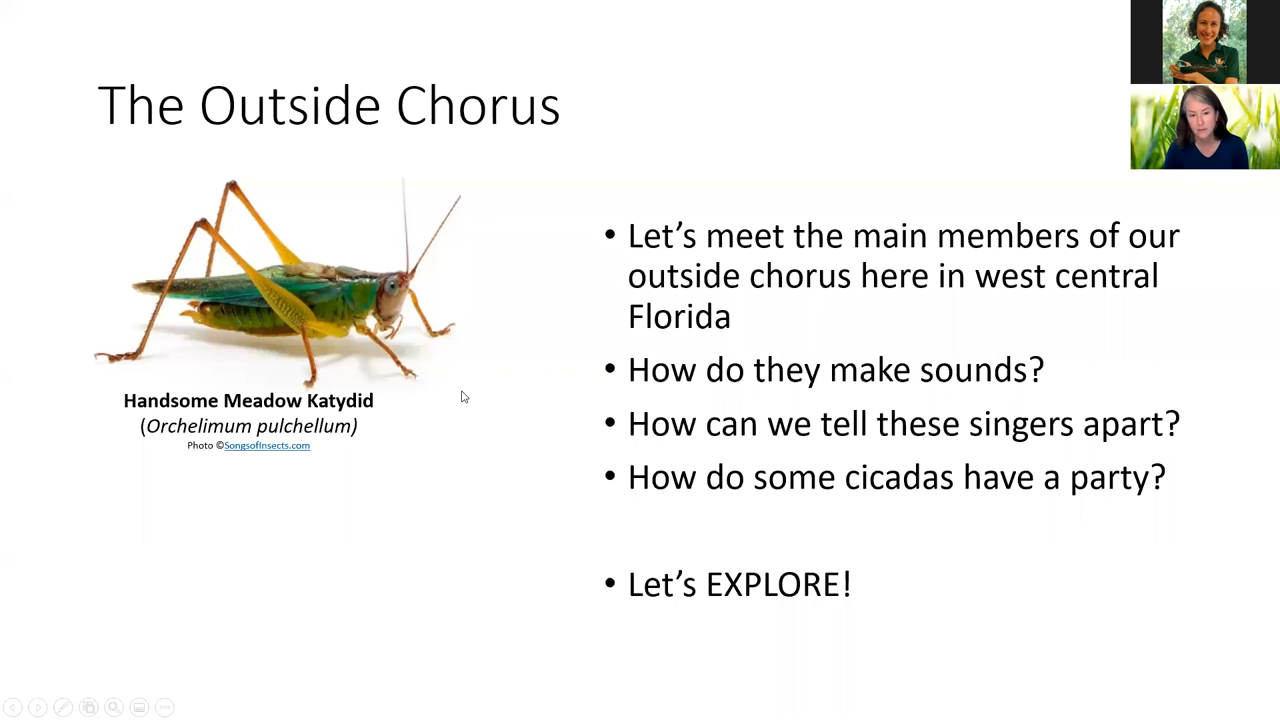 The Outside Chorus
Handsome Meadow Katydid
(Orchelimum pulchellum)
Photo ©SongsofInsects.com
• Let’s meet the main members of our
outside chorus here in west central
Florida
• How do they make sounds?
• How can we tell these singers apart?
• How do some cicadas have a party?
• Let’s EXPLORE!